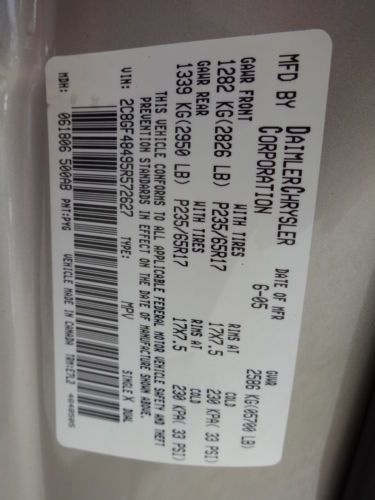 MFD BY DAIMLERCHRYSLER CORPORATION
DATE OF MFR 6-05
GVWR 2586 KG(05700 LB)
GAWR FRONT WITH TIRES RIMS AT COLD
1282 KG(2826 LB) P235/65R17 17X7.5 230 KPA( 33 PSI)
GAWR REAR WITH TIRES RIMS AT COLD
1339 KG(2950 LB) P235/65R17 17X7.5 230 KPA( 33 PSI)
THIS VEHICLE CONFORMS TO ALL APPLICABLE FEDERAL MOTOR VEHICLE SAFETY AND THEFT
PREVENTION STANDARDS IN EFFECT ON THE DATE OF MANUFACTURE SHOWN ABOVE.
VIN: 2C8GF48495R572627 TYPE: MPV SINGLE X DUAL
MDH: 061806 500AB PNT:PYG VEHICLE MADE IN CANADA